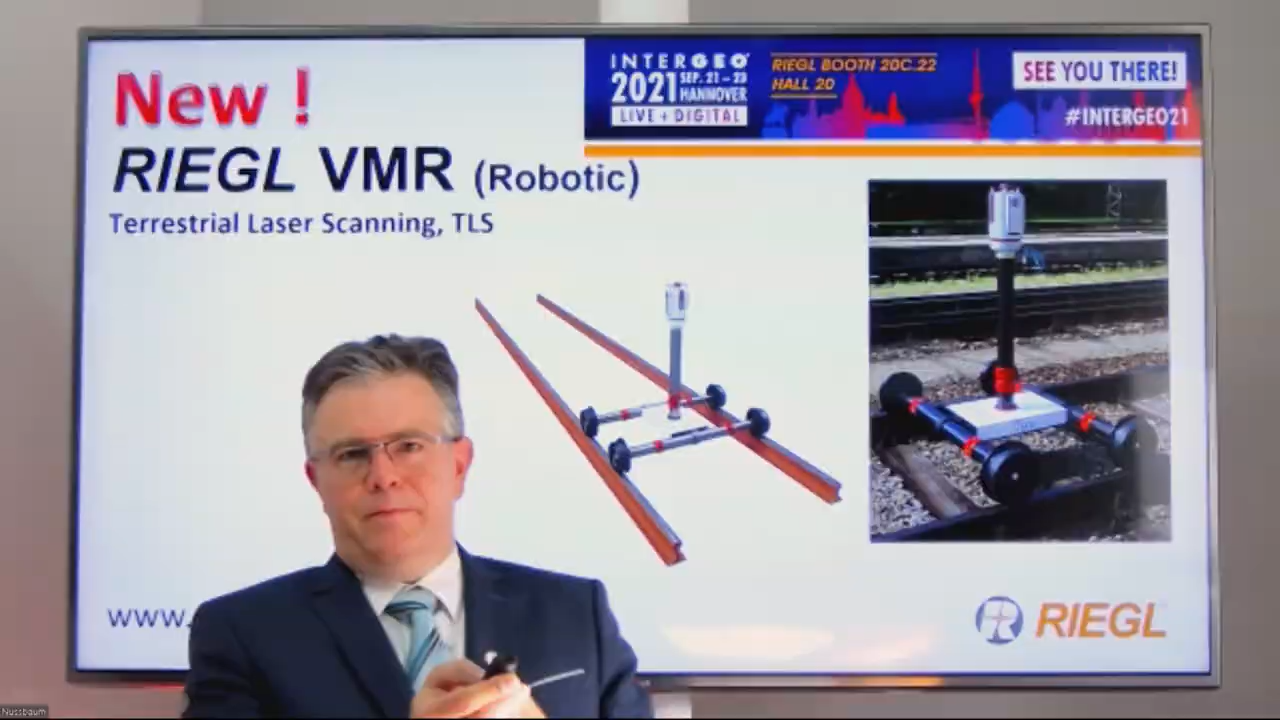 New !
RIEGL VMR (Robotic)
Terrestrial Laser Scanning, TLS
INTERGEO®
2021 SEP. 21 – 23
HANNOVER
LIVE + DIGITAL
RIEGL BOOTH 20C.22
HALL 20
SEE YOU THERE!
#INTERGEO21
www.
RIEGL
Nussbaum